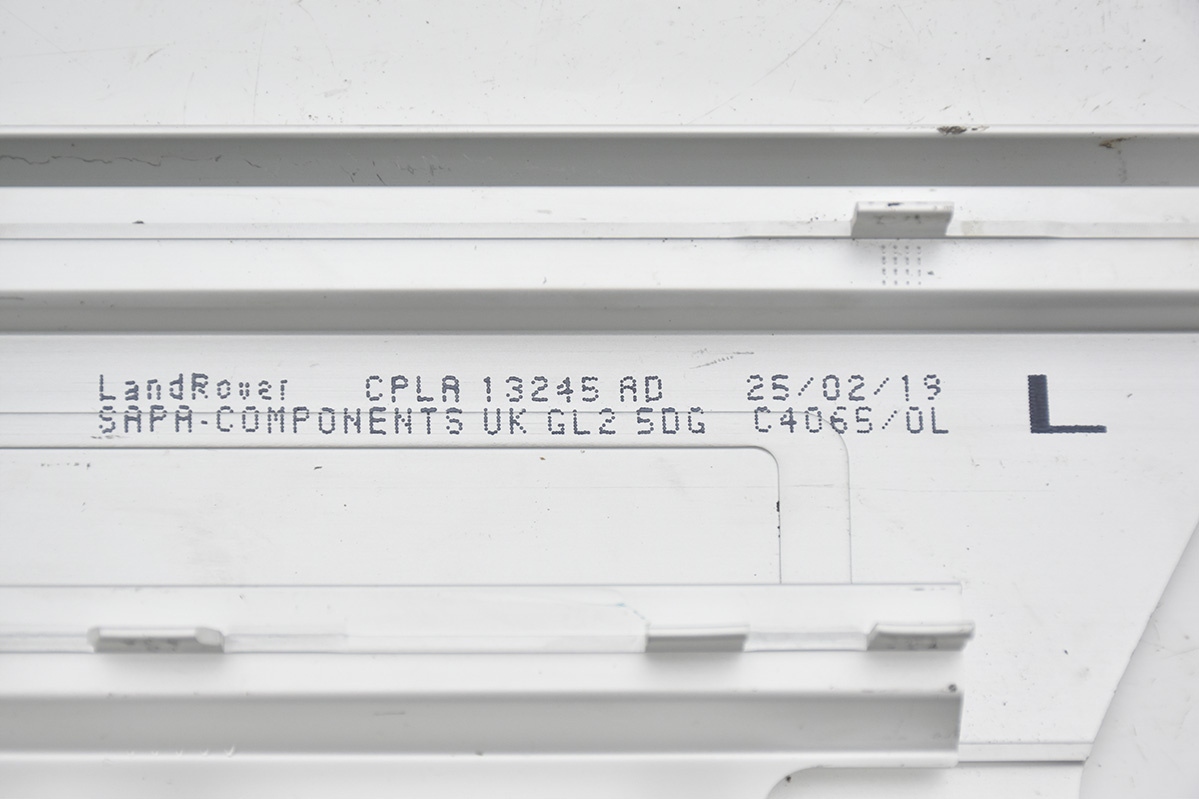 LandRover CPLA 13245 AD 25/02/19 L
SAPA-COMPONENTS UK GL2 5DG C4065/0L